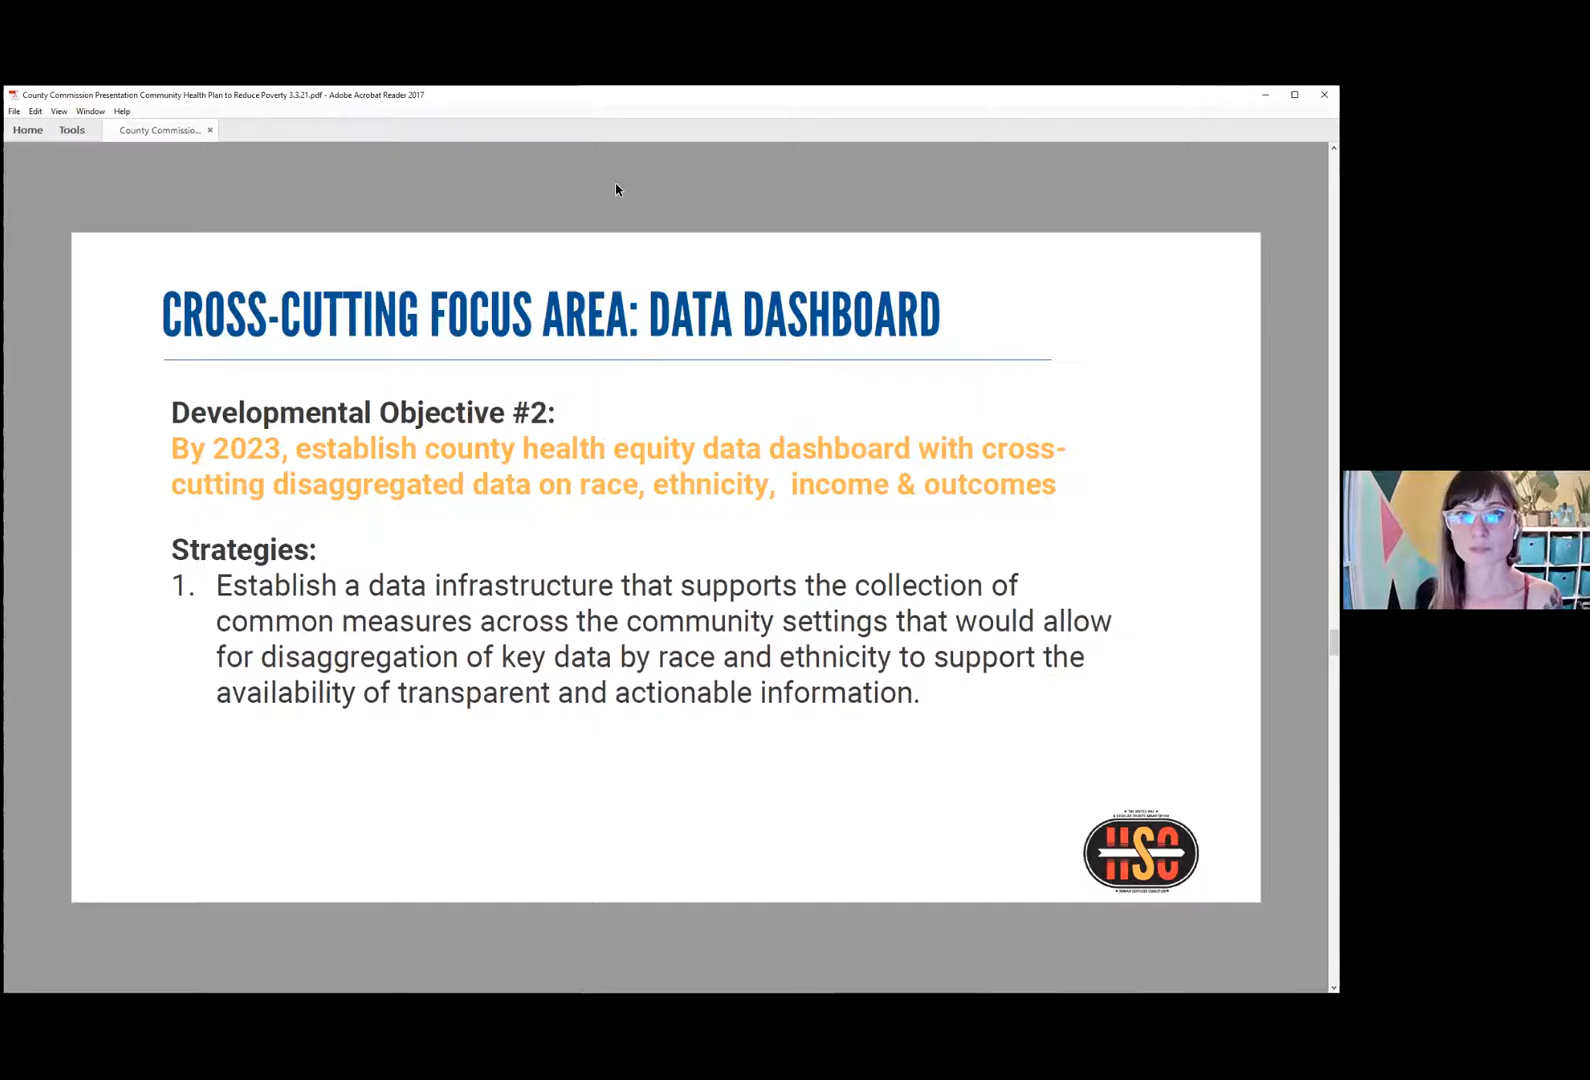 County Commission Presentation Community Health Plan to Reduce Poverty 3.3.21.pdf - Adobe Acrobat Reader 2017
File Edit View Window Help
Home Tools County Commissio... ×
CROSS-CUTTING FOCUS AREA: DATA DASHBOARD
Developmental Objective #2:
By 2023, establish county health equity data dashboard with cross-
cutting disaggregated data on race, ethnicity, income & outcomes
Strategies:
1. Establish a data infrastructure that supports the collection of
common measures across the community settings that would allow
for disaggregation of key data by race and ethnicity to support the
availability of transparent and actionable information.
HSC